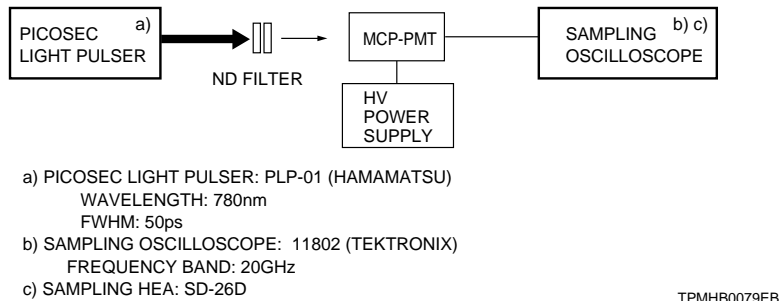 PICOSEC a)
LIGHT PULSER
ND FILTER
MCP-PMT
HV
POWER
SUPPLY
SAMPLING b) c)
OSCILLOSCOPE
a) PICOSEC LIGHT PULSER: PLP-01 (HAMAMATSU)
WAVELENGTH: 780nm
FWHM: 50ps
b) SAMPLING OSCILLOSCOPE: 11802 (TEKTRONIX)
FREQUENCY BAND: 20GHz
c) SAMPLING HEA: SD-26D
TPMHB0079EB